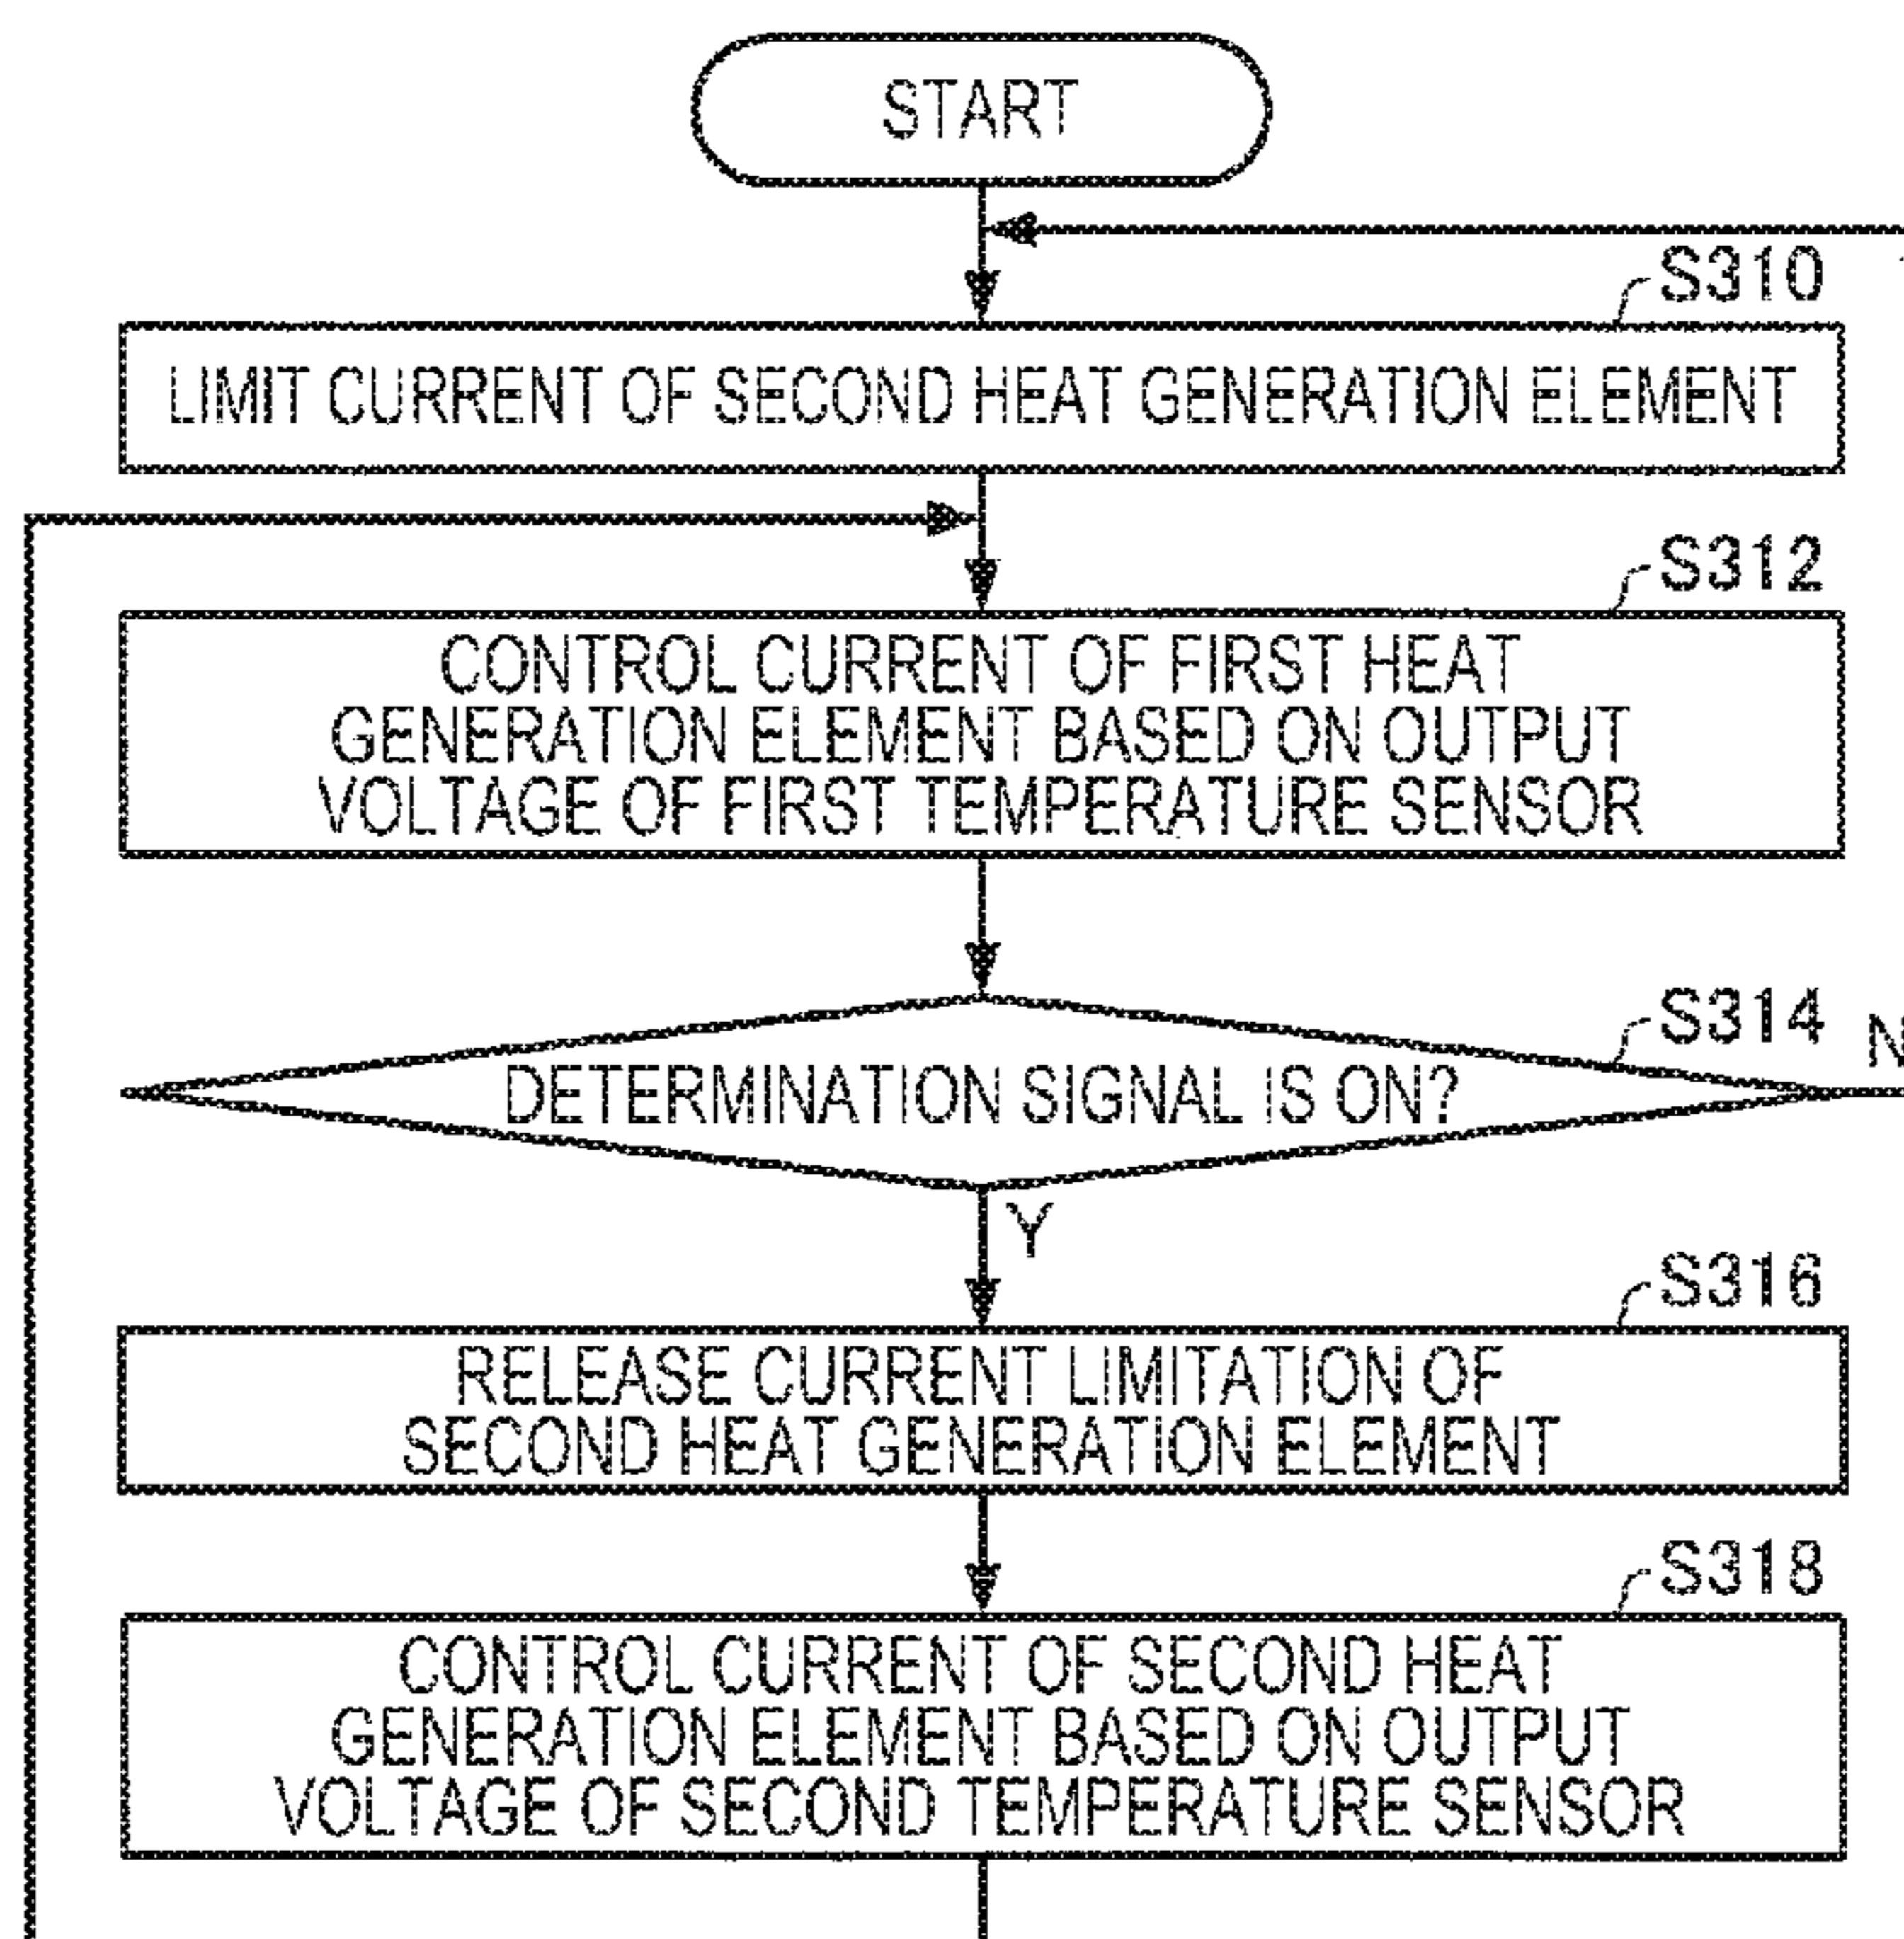 START
S310
LIMIT CURRENT OF SECOND HEAT GENERATION ELEMENT
S312
CONTROL CURRENT OF FIRST HEAT
GENERATION ELEMENT BASED ON OUTPUT
VOLTAGE OF FIRST TEMPERATURE SENSOR
S314
N
DETERMINATION SIGNAL IS ON?
Y
S316
RELEASE CURRENT LIMITATION OF
SECOND HEAT GENERATION ELEMENT
S318
CONTROL CURRENT OF SECOND HEAT
GENERATION ELEMENT BASED ON OUTPUT
VOLTAGE OF SECOND TEMPERATURE SENSOR